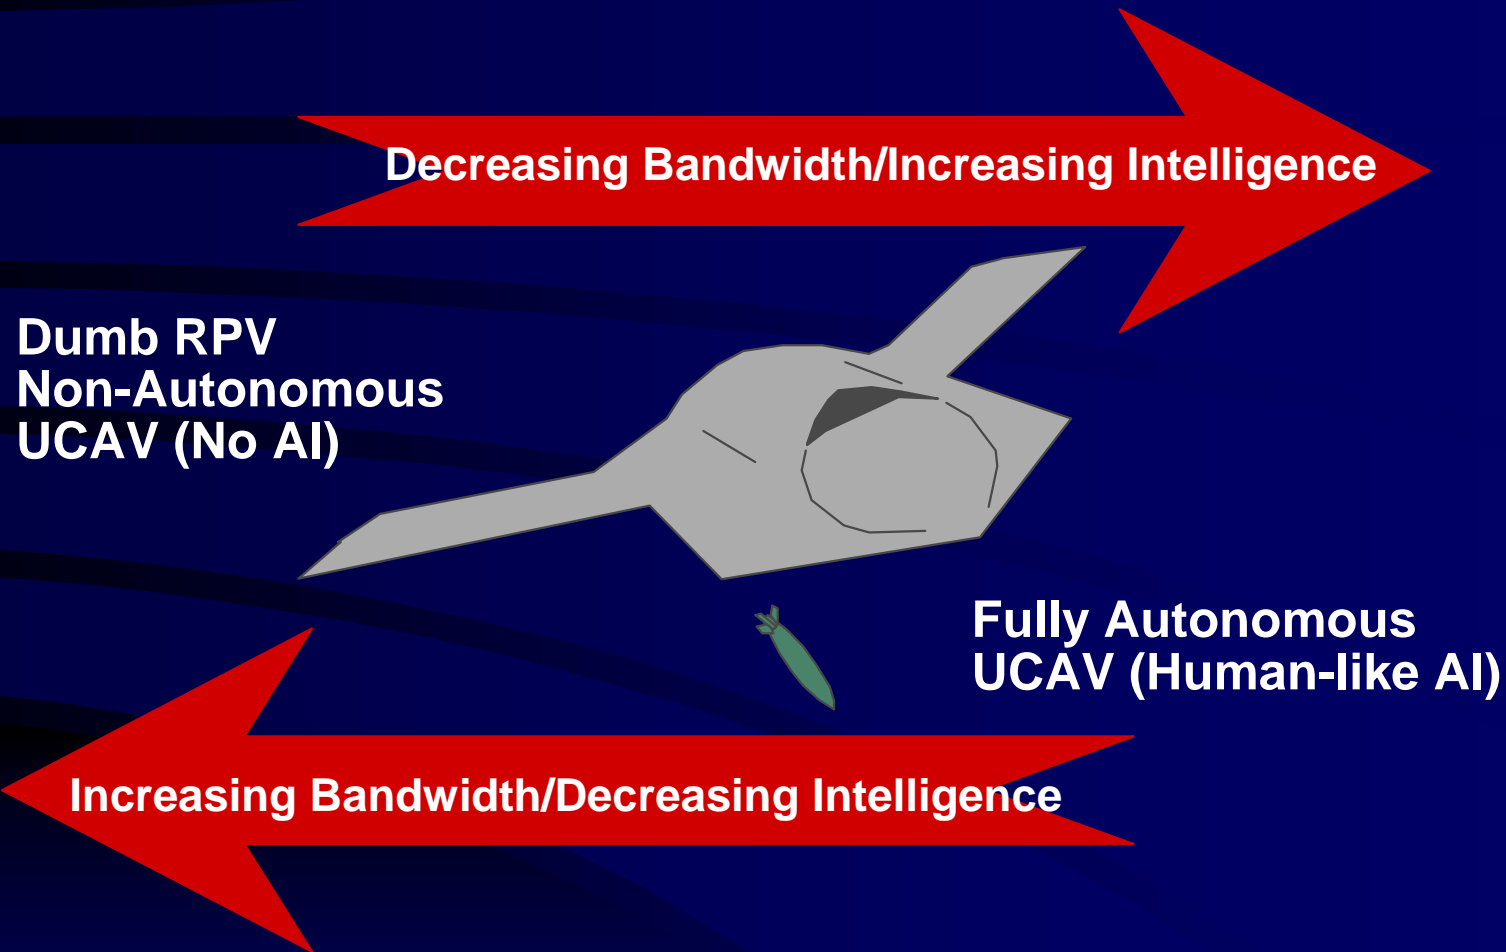 Decreasing Bandwidth/Increasing Intelligence
Dumb RPV
Non-Autonomous
UCAV (No AI)
Fully Autonomous
UCAV (Human-like AI)
Increasing Bandwidth/Decreasing Intelligence